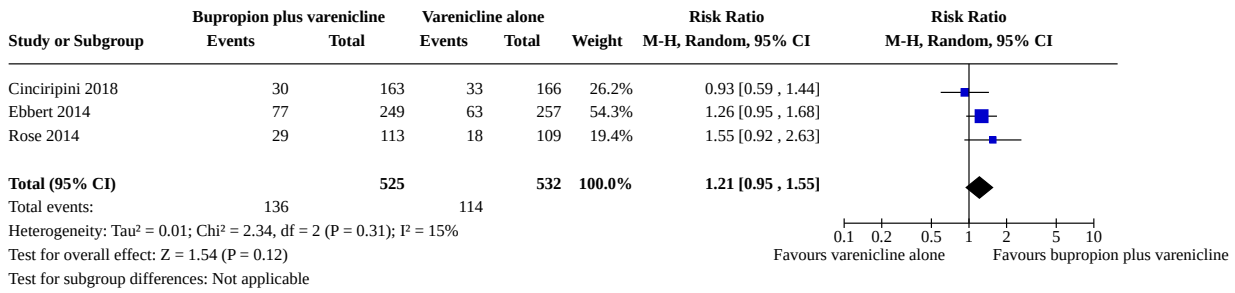 Bupropion plus varenicline Varenicline alone Risk Ratio Risk Ratio
Study or Subgroup Events Total Events Total Weight M-H, Random, 95% CI M-H, Random, 95% CI
Cinciripini 2018 30 163 33 166 26.2% 0.93 [0.59 , 1.44]
Ebbert 2014 77 249 63 257 54.3% 1.26 [0.95 , 1.68]
Rose 2014 29 113 18 109 19.4% 1.55 [0.92 , 2.63]
Total (95% CI) 525 532 100.0% 1.21 [0.95 , 1.55]
Total events: 136 114
Heterogeneity: Tau² = 0.01; Chi² = 2.34, df = 2 (P = 0.31); I² = 15%
0.1 0.2 0.5 1 2 5 10
Test for overall effect: Z = 1.54 (P = 0.12) Favours varenicline alone Favours bupropion plus varenicline
Test for subgroup differences: Not applicable